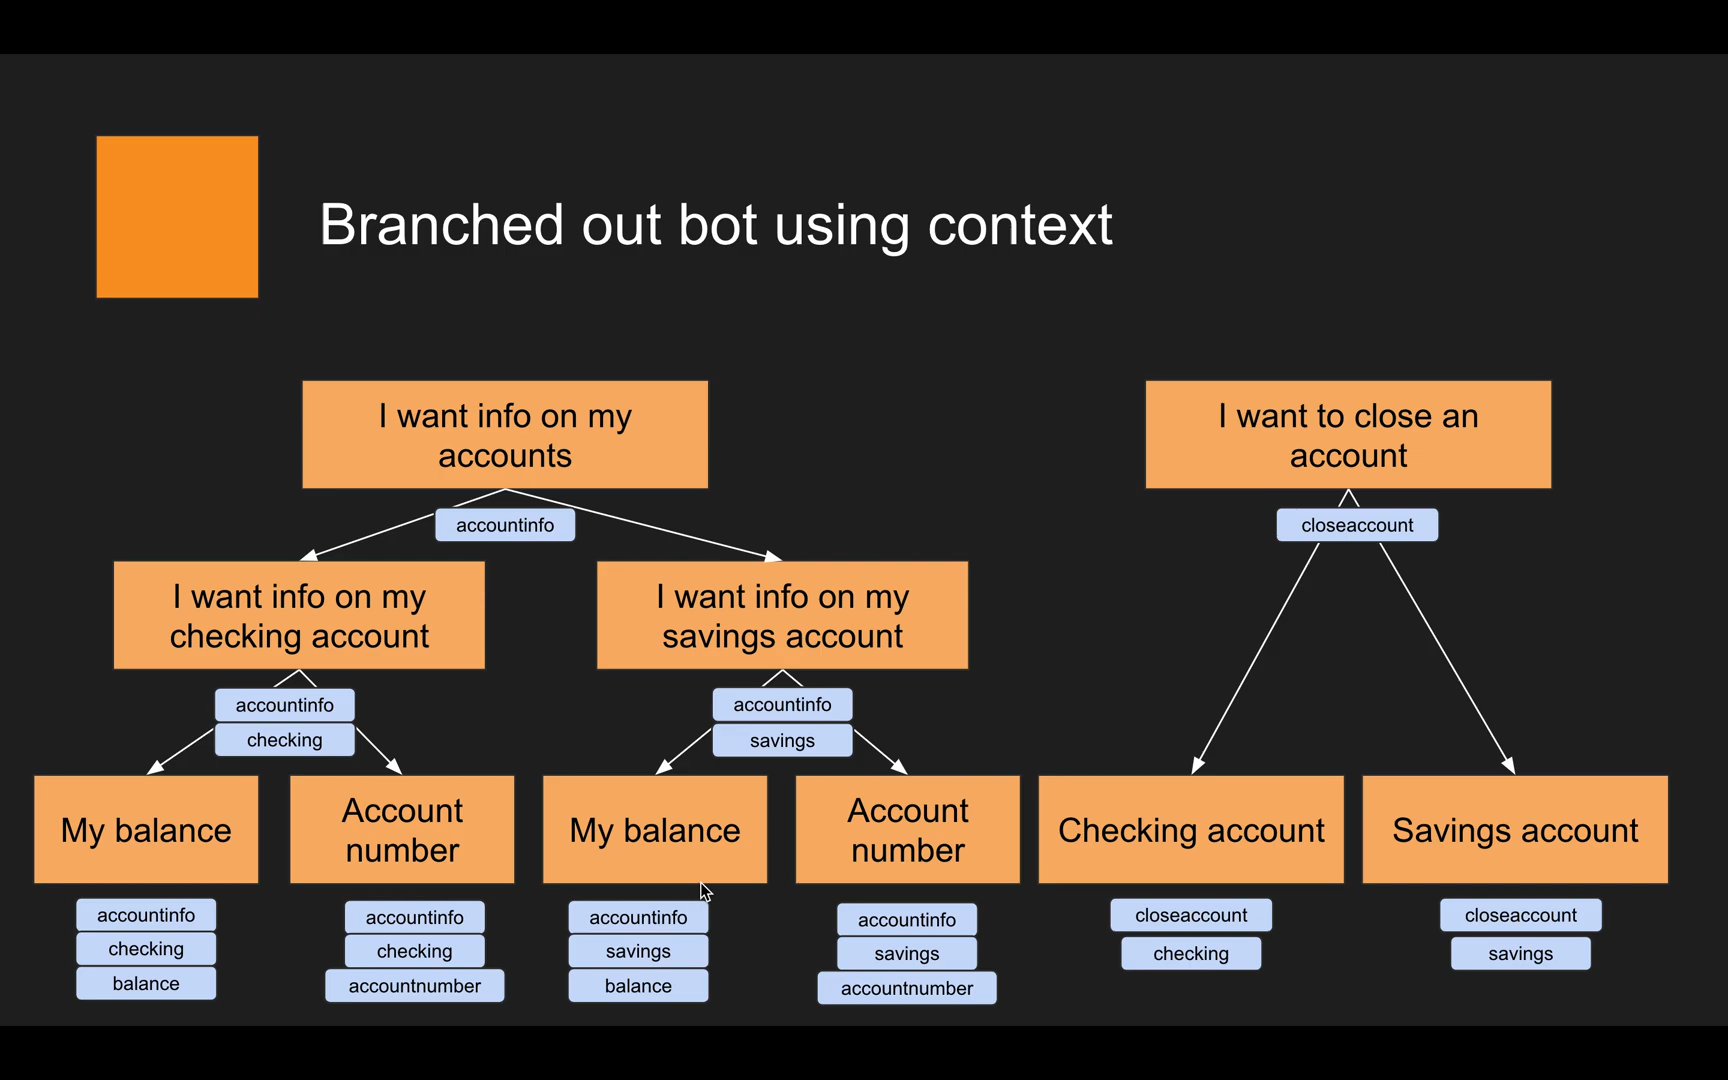 Branched out bot using context
I want info on my
accounts
I want to close an
account
accountinfo
closeaccount
I want info on my
checking account
I want info on my
savings account
accountinfo
checking
accountinfo
savings
My balance
Account
number
My balance
Account
number
Checking account
Savings account
accountinfo
checking
balance
accountinfo
checking
accountnumber
accountinfo
savings
balance
accountinfo
savings
accountnumber
closeaccount
checking
closeaccount
savings